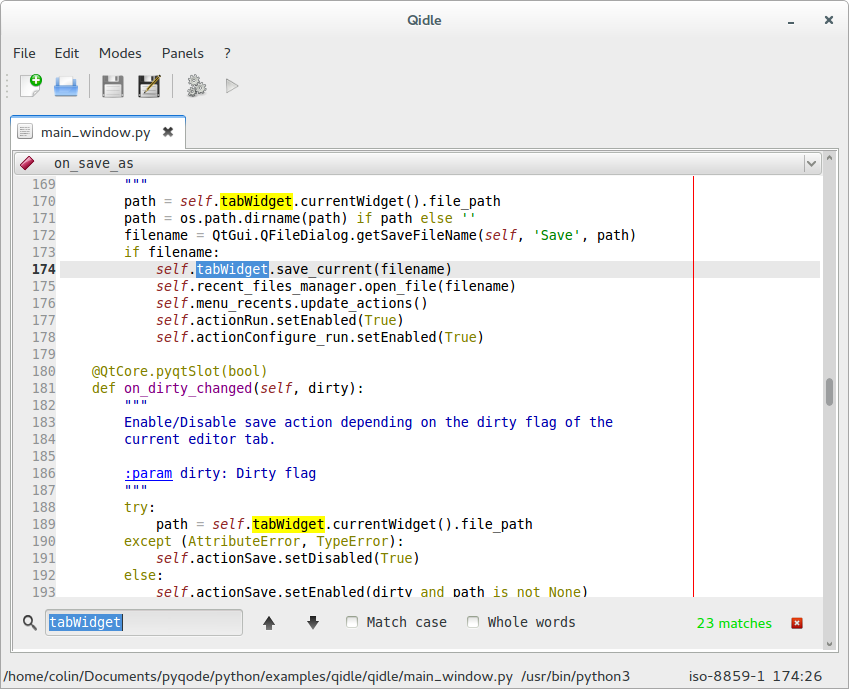 Qidle
File Edit Modes Panels ?
main_window.py
on_save_as
169         """
170         path = self.tabWidget.currentWidget().file_path
171         path = os.path.dirname(path) if path else ''
172         filename = QtGui.QFileDialog.getSaveFileName(self, 'Save', path)
173         if filename:
174             self.tabWidget.save_current(filename)
175             self.recent_files_manager.open_file(filename)
176             self.menu_recents.update_actions()
177             self.actionRun.setEnabled(True)
178             self.actionConfigure_run.setEnabled(True)
179
180     @QtCore.pyqtSlot(bool)
181     def on_dirty_changed(self, dirty):
182         """
183         Enable/Disable save action depending on the dirty flag of the
184         current editor tab.
185
186         :param dirty: Dirty flag
187         """
188         try:
189             path = self.tabWidget.currentWidget().file_path
190         except (AttributeError, TypeError):
191             self.actionSave.setDisabled(True)
192         else:
193             self.actionSave.setEnabled(dirty and path is not None)
tabWidget Match case Whole words 23 matches
/home/colin/Documents/pyqode/python/examples/qidle/qidle/main_window.py /usr/bin/python3 iso-8859-1 174:26